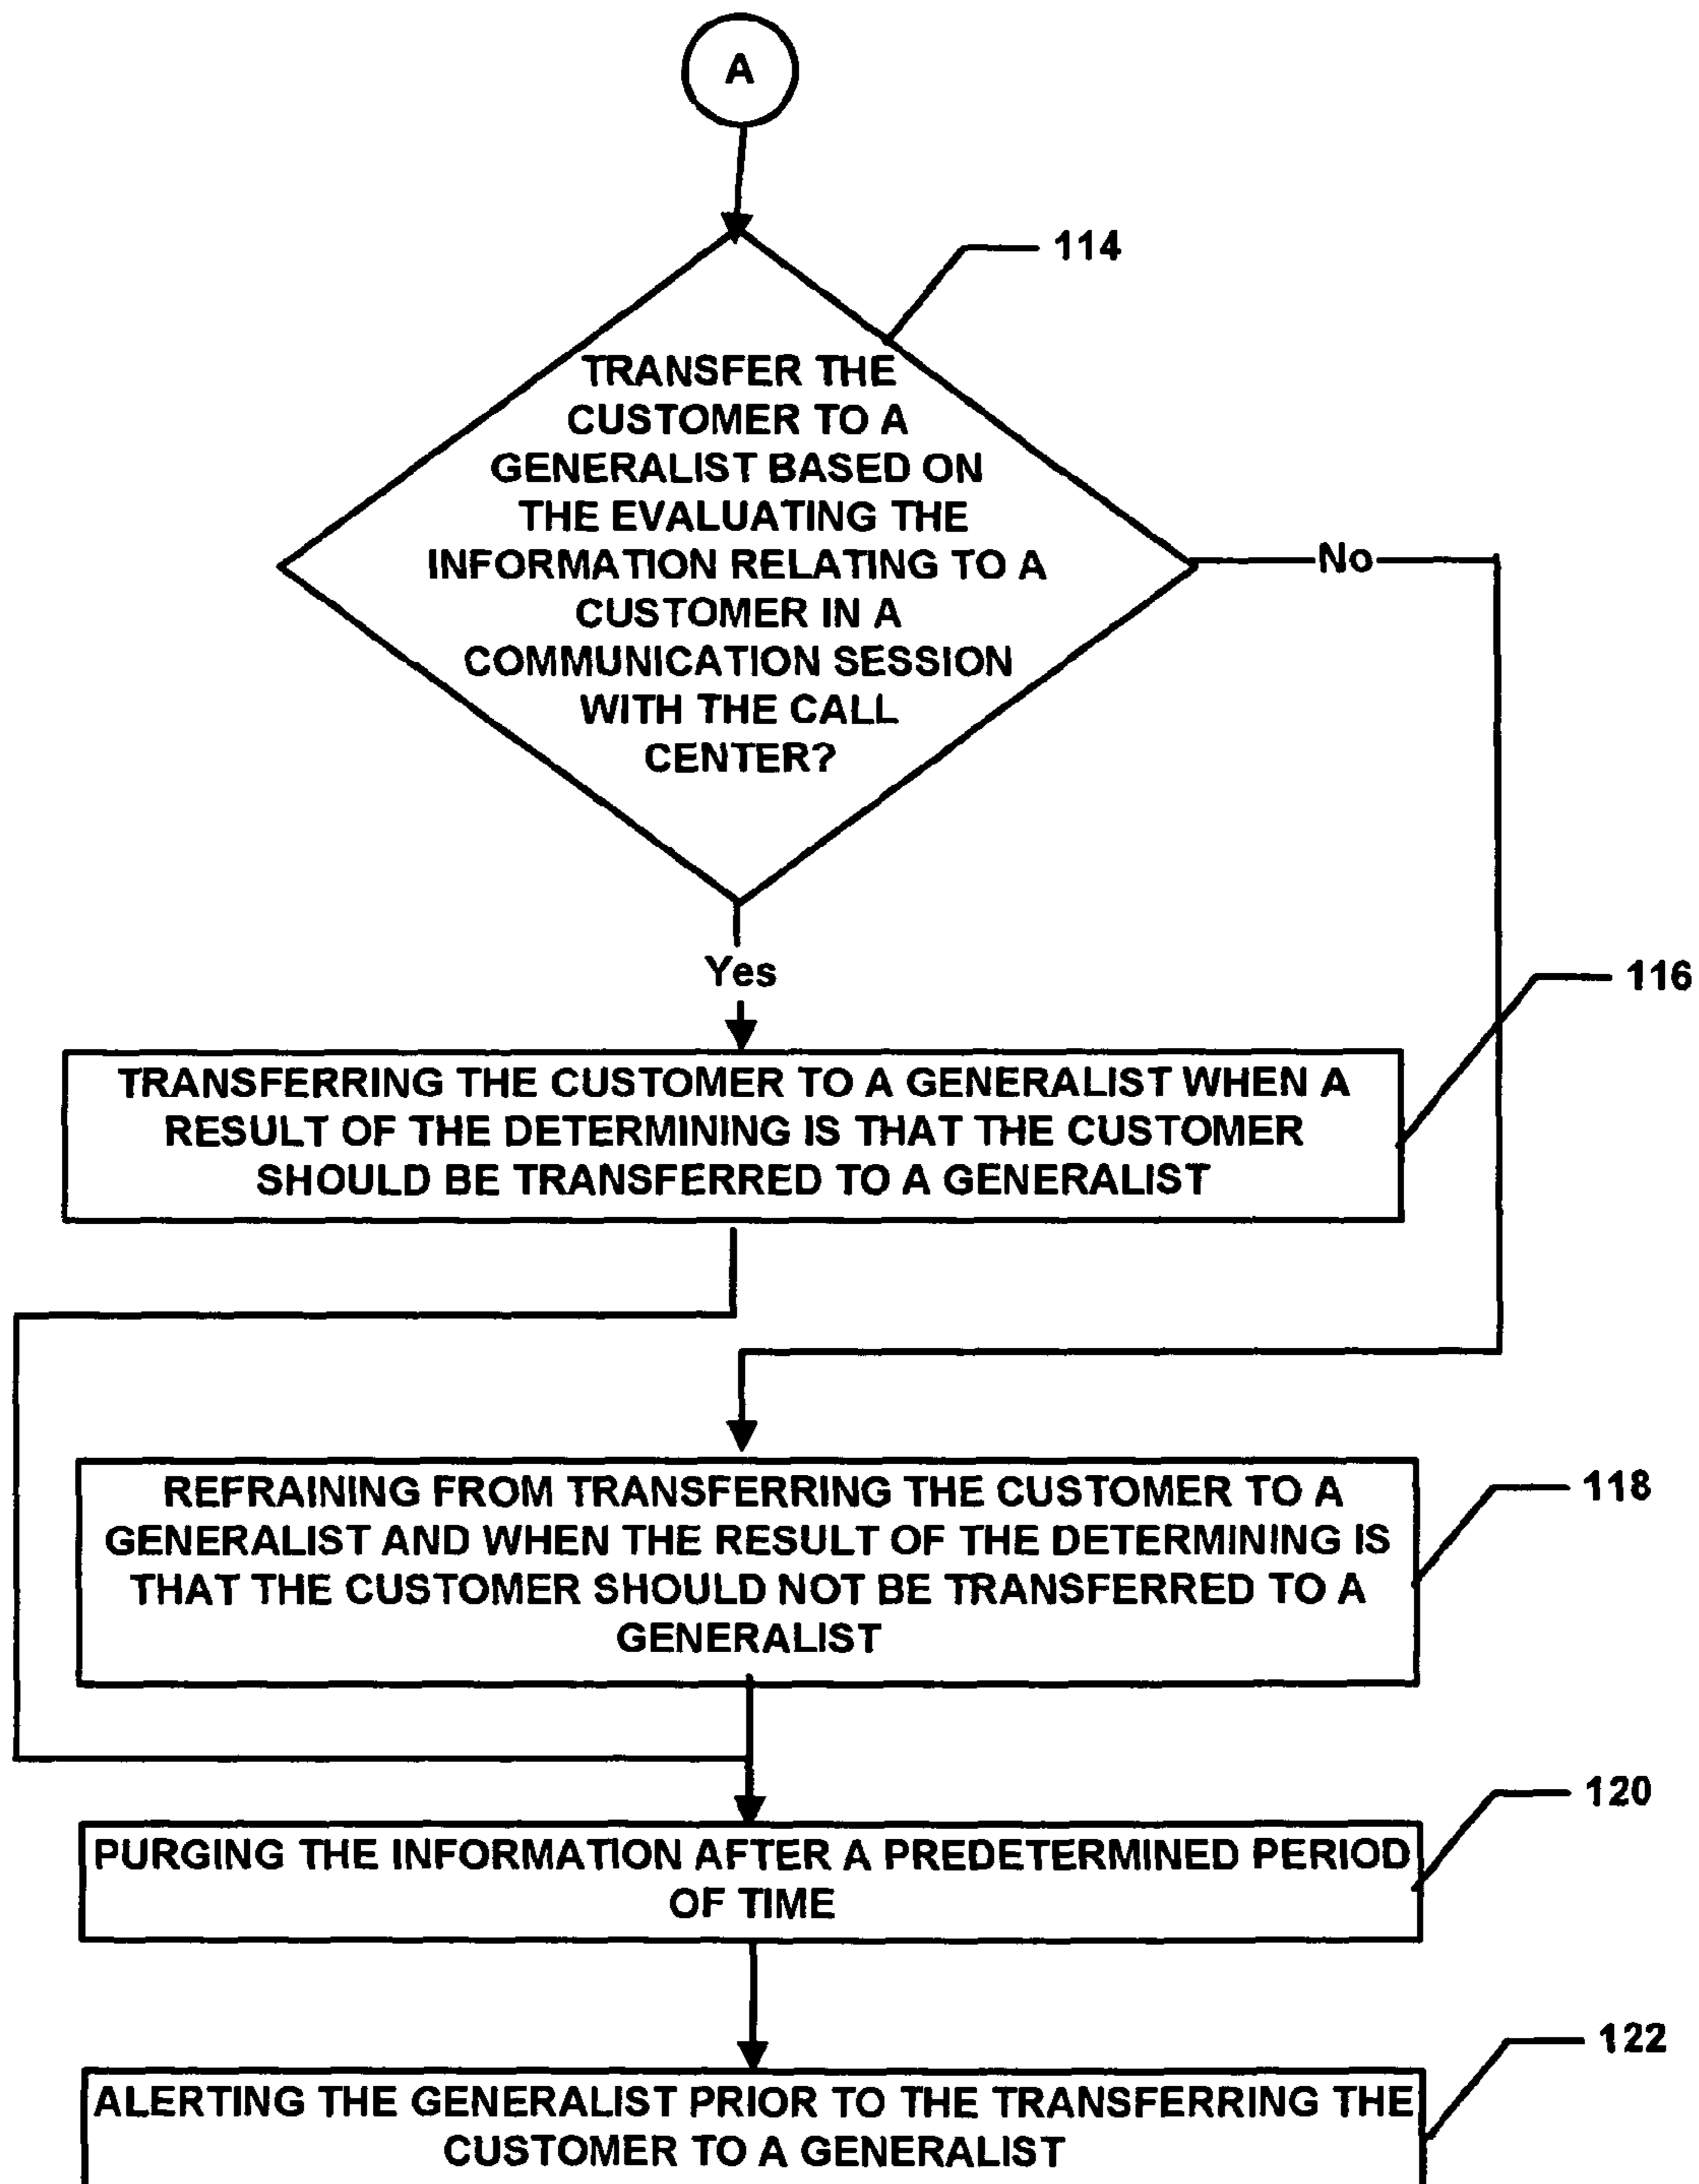 A
114
TRANSFER THE
CUSTOMER TO A
GENERALIST BASED ON
THE EVALUATING THE
INFORMATION RELATING TO A
CUSTOMER IN A
COMMUNICATION SESSION
WITH THE CALL
CENTER?
No
Yes
116
TRANSFERRING THE CUSTOMER TO A GENERALIST WHEN A
RESULT OF THE DETERMINING IS THAT THE CUSTOMER
SHOULD BE TRANSFERRED TO A GENERALIST
118
REFRAINING FROM TRANSFERRING THE CUSTOMER TO A
GENERALIST AND WHEN THE RESULT OF THE DETERMINING IS
THAT THE CUSTOMER SHOULD NOT BE TRANSFERRED TO A
GENERALIST
120
PURGING THE INFORMATION AFTER A PREDETERMINED PERIOD
OF TIME
122
ALERTING THE GENERALIST PRIOR TO THE TRANSFERRING THE
CUSTOMER TO A GENERALIST